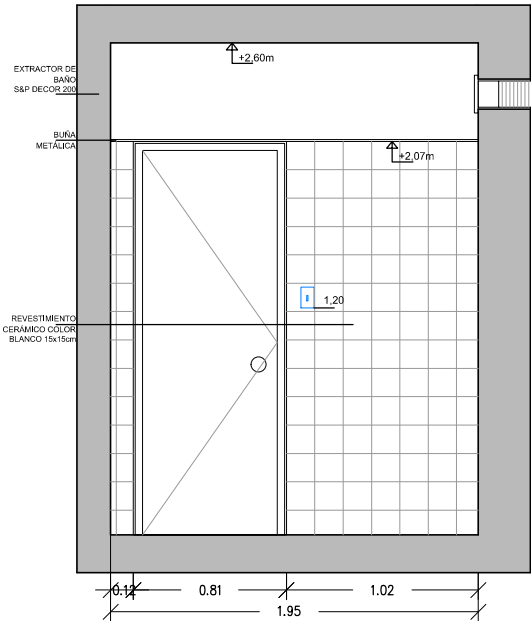 +2,60m
EXTRACTOR DE
BAÑO
S&P DECOR 200
BUÑA
METÁLICA
+2,07m
1,20
REVESTIMIENTO
CERÁMICO COLOR
BLANCO 15x15cm
0.12
0.81
1.02
1.95